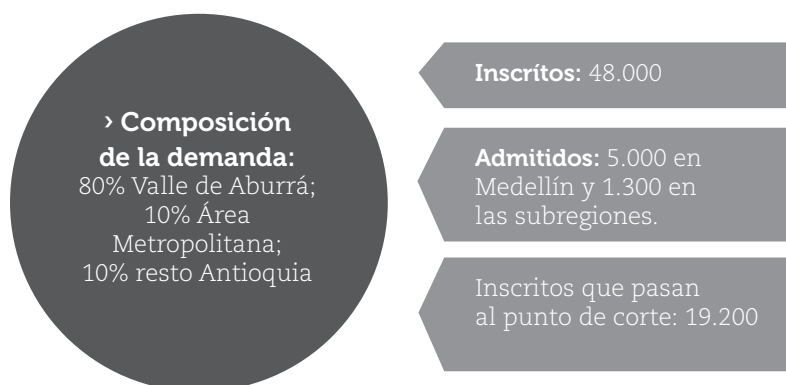 › Composición
de la demanda:
80% Valle de Aburrá;
10% Área
Metropolitana;
10% resto Antioquia
Inscrítos: 48.000
Admitidos: 5.000 en
Medellín y 1.300 en
las subregiones.
Inscritos que pasan
al punto de corte: 19.200